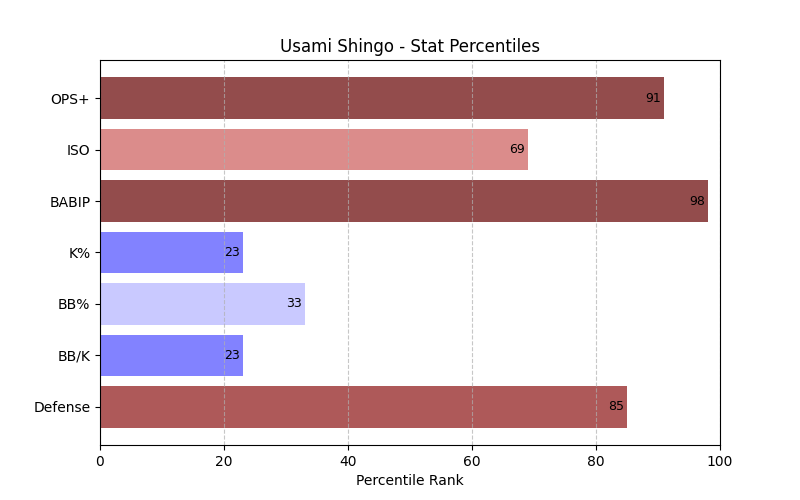 Usami Shingo - Stat Percentiles
OPS+ 91
ISO 69
BABIP 98
K% 23
BB% 33
BB/K 23
Defense 85
0 20 40 60 80 100
Percentile Rank